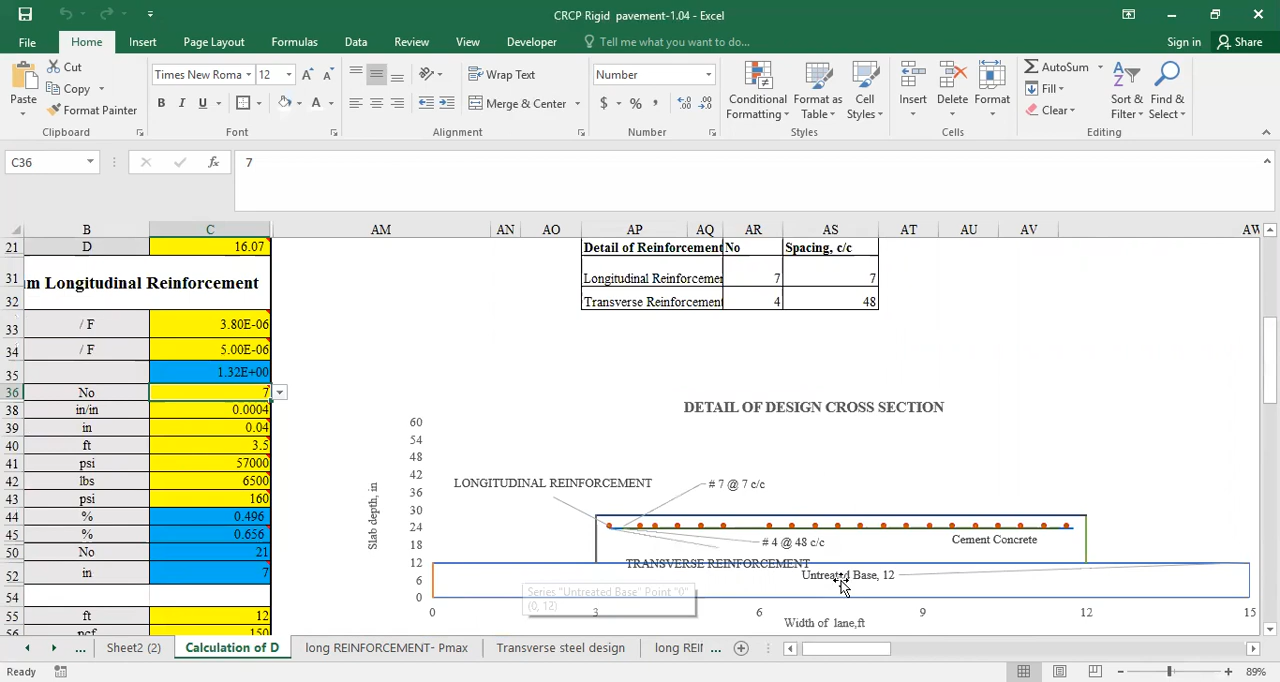 CRCP Rigid  pavement-1.04 - Excel
File Home Insert Page Layout Formulas Data Review View Developer Tell me what you want to do... Sign in Share
Cut
Copy
Format Painter
Paste
Times New Roma 12
B I U
Wrap Text
Merge & Center
Number
$ % ,
Conditional Formatting
Format as Table
Cell Styles
Insert Delete Format
AutoSum
Fill
Clear
Sort & Filter
Find & Select
Clipboard Font Alignment Number Styles Cells Editing
C36 fx 7
B C AM AN AO AP AQ AR AS AT AU AV AW
21 D 16.07
31 m Longitudinal Reinforcement
32
33 / F 3.80E-06
34 / F 5.00E-06
35 1.32E+00
36 No 7
38 in/in 0.0004
39 in 0.04
40 ft 3.5
41 psi 57000
42 lbs 6500
43 psi 160
44 % 0.496
45 % 0.656
50 No 21
52 in 7
54
55 ft 12
56 pcf 150
Detail of Reinforcement No Spacing, c/c
Longitudinal Reinforcemen 7 7
Transverse Reinforcement 4 48
DETAIL OF DESIGN CROSS SECTION
Slab depth, in
60
54
48
42
36
30
24
18
12
6
0
LONGITUDINAL REINFORCEMENT
# 7 @ 7 c/c
# 4 @ 48 c/c
Cement Concrete
TRANSVERSE REINFORCEMENT
Untreated Base, 12
Series "Untreated Base" Point "0"
(0, 12)
0 3 6 9 12 15
Width of  lane,ft
... Sheet2 (2) Calculation of D long REINFORCEMENT- Pmax Transverse steel design long REII ...
Ready 89%